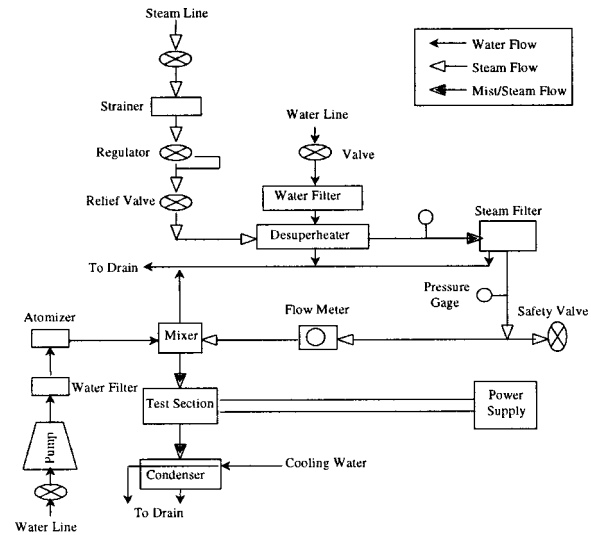 Steam Line
Water Flow
Steam Flow
Mist/Steam Flow
Strainer
Water Line
Regulator
Valve
Water Filter
Relief Valve
Steam Filter
Desuperheater
To Drain
Pressure
Gage
Flow Meter
Safety Valve
Atomizer
Mixer
Water Filter
Test Section
Power
Supply
Pump
Cooling Water
Condenser
To Drain
Water Line